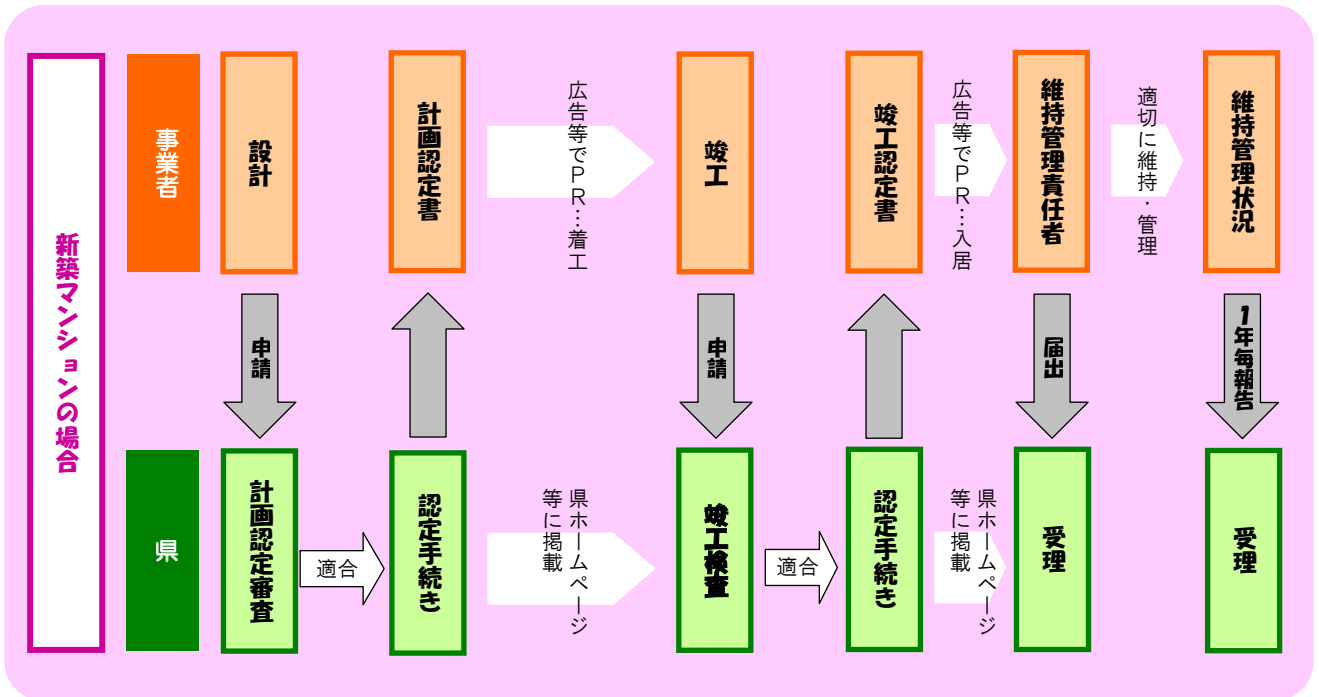 新築マンションの場合
事業者
設計
計画認定書
広告等でPR…着工
竣工
竣工認定書
広告等でPR…入居
維持管理責任者
適切に維持・管理
維持管理状況
申請
申請
届出
1年毎報告
県
計画認定審査
適合
認定手続き
県ホームページ
等に掲載
竣工検査
適合
認定手続き
県ホームページ
等に掲載
受理
受理